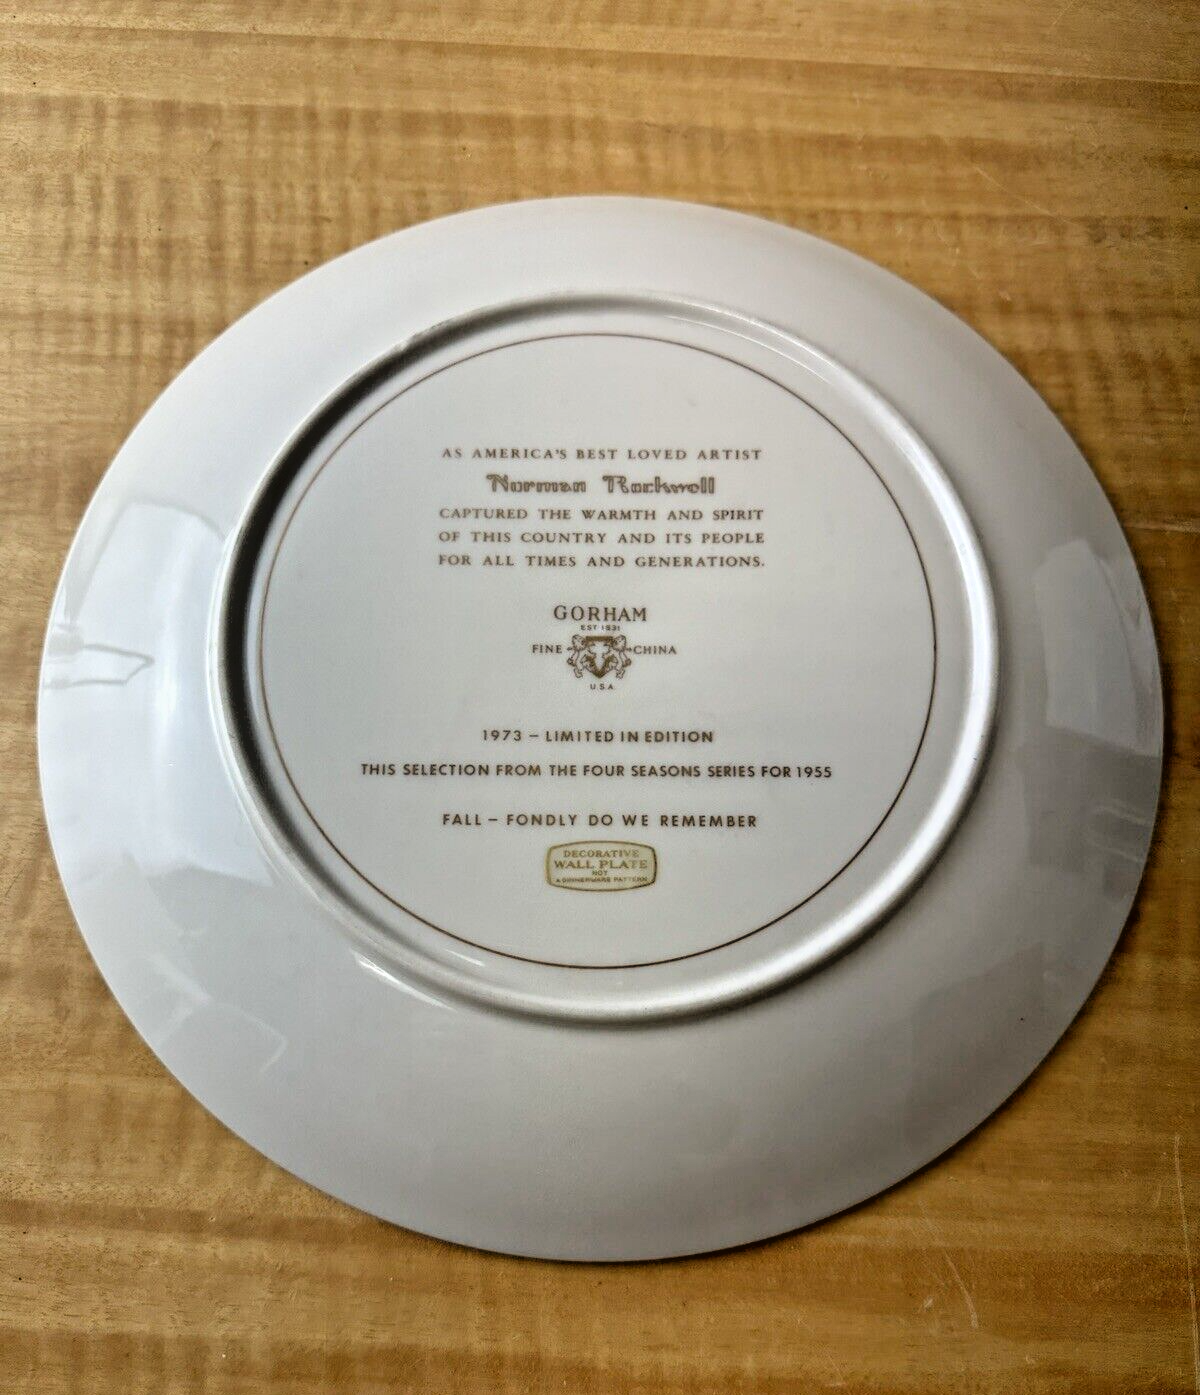 AS AMERICA'S BEST LOVED ARTIST
Norman Rockwell
CAPTURED THE WARMTH AND SPIRIT
OF THIS COUNTRY AND ITS PEOPLE
FOR ALL TIMES AND GENERATIONS.
GORHAM
EST 1831
FINE CHINA
U.S.A.
1973 – LIMITED IN EDITION
THIS SELECTION FROM THE FOUR SEASONS SERIES FOR 1955
FALL – FONDLY DO WE REMEMBER
DECORATIVE
WALL PLATE
NOT
A DINNERWARE PATTERN